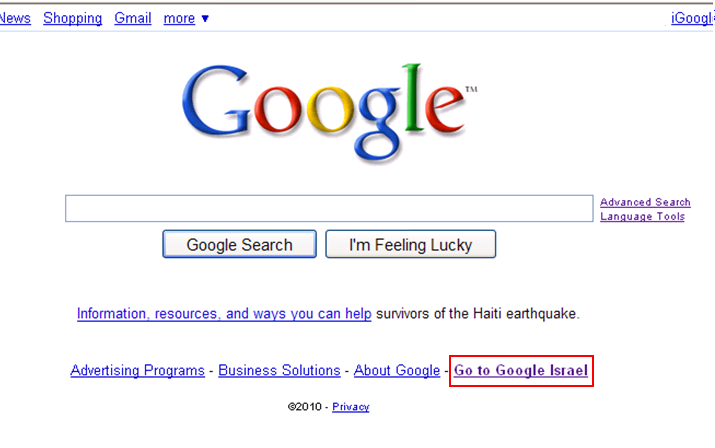 News Shopping Gmail more ▼ iGoogle
Google™
Advanced Search
Language Tools
Google Search I'm Feeling Lucky
Information, resources, and ways you can help survivors of the Haiti earthquake.
Advertising Programs - Business Solutions - About Google - Go to Google Israel
©2010 - Privacy